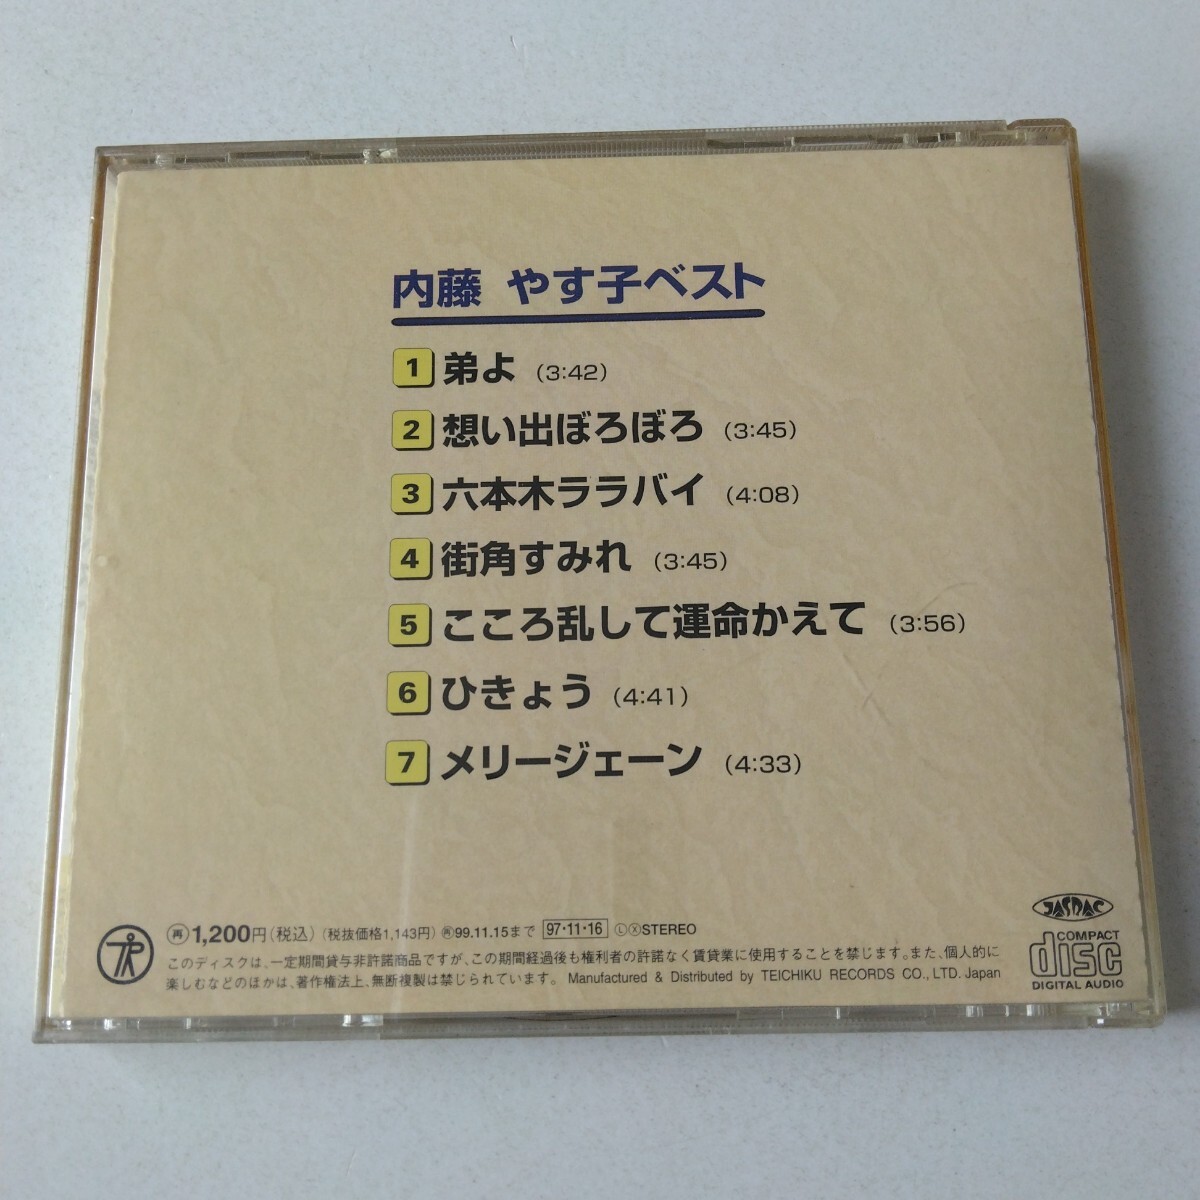 内藤 やす子ベスト
1 弟よ (3:42)
2 想い出ぼろぼろ (3:45)
3 六本木ララバイ (4:08)
4 街角すみれ (3:45)
5 こころ乱して運命かえて (3:56)
6 ひきょう (4:41)
7 メリージェーン (4:33)
JASRAC
COMPACT
disc
DIGITAL AUDIO
TR
㊢1,200円(税込) (税抜価格1,143円) ㊢99.11.15まで 97・11・16 ⓁⓍSTEREO
このディスクは、一定期間貸与非許諾商品ですが、この期間経過後も権利者の許諾なく賃貸業に使用することを禁じます。また、個人的に
楽しむなどのほかは、著作権法上、無断複製は禁じられています。 Manufactured & Distributed by TEICHIKU RECORDS CO., LTD. Japan